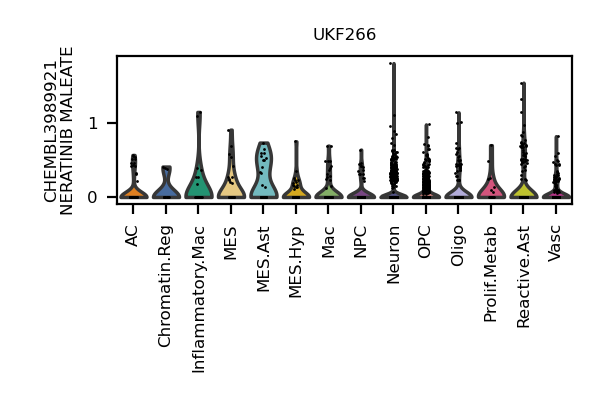 UKF266
CHEMBL3989921
NERATINIB MALEATE
1
0
AC
Chromatin.Reg
Inflammatory.Mac
MES
MES.Ast
MES.Hyp
Mac
NPC
Neuron
OPC
Oligo
Prolif.Metab
Reactive.Ast
Vasc